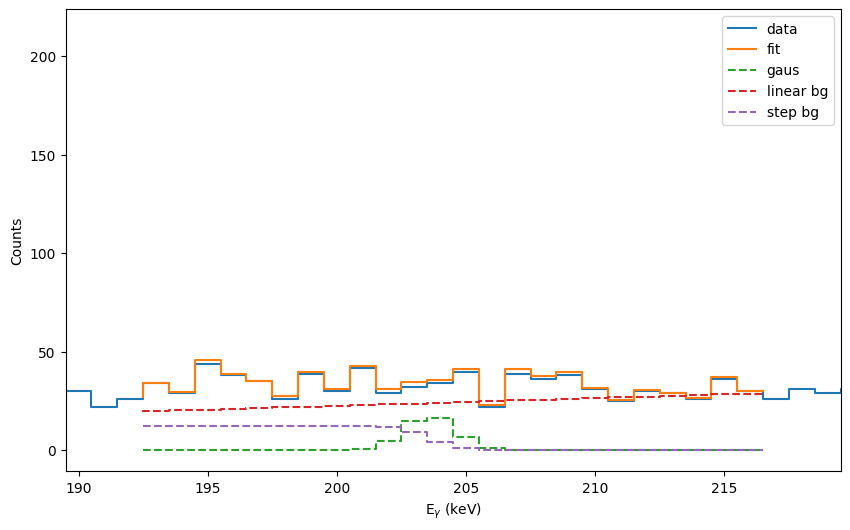 200
150
100
50
0
Counts
190
195
200
205
210
215
Eγ (keV)
data
fit
gaus
linear bg
step bg